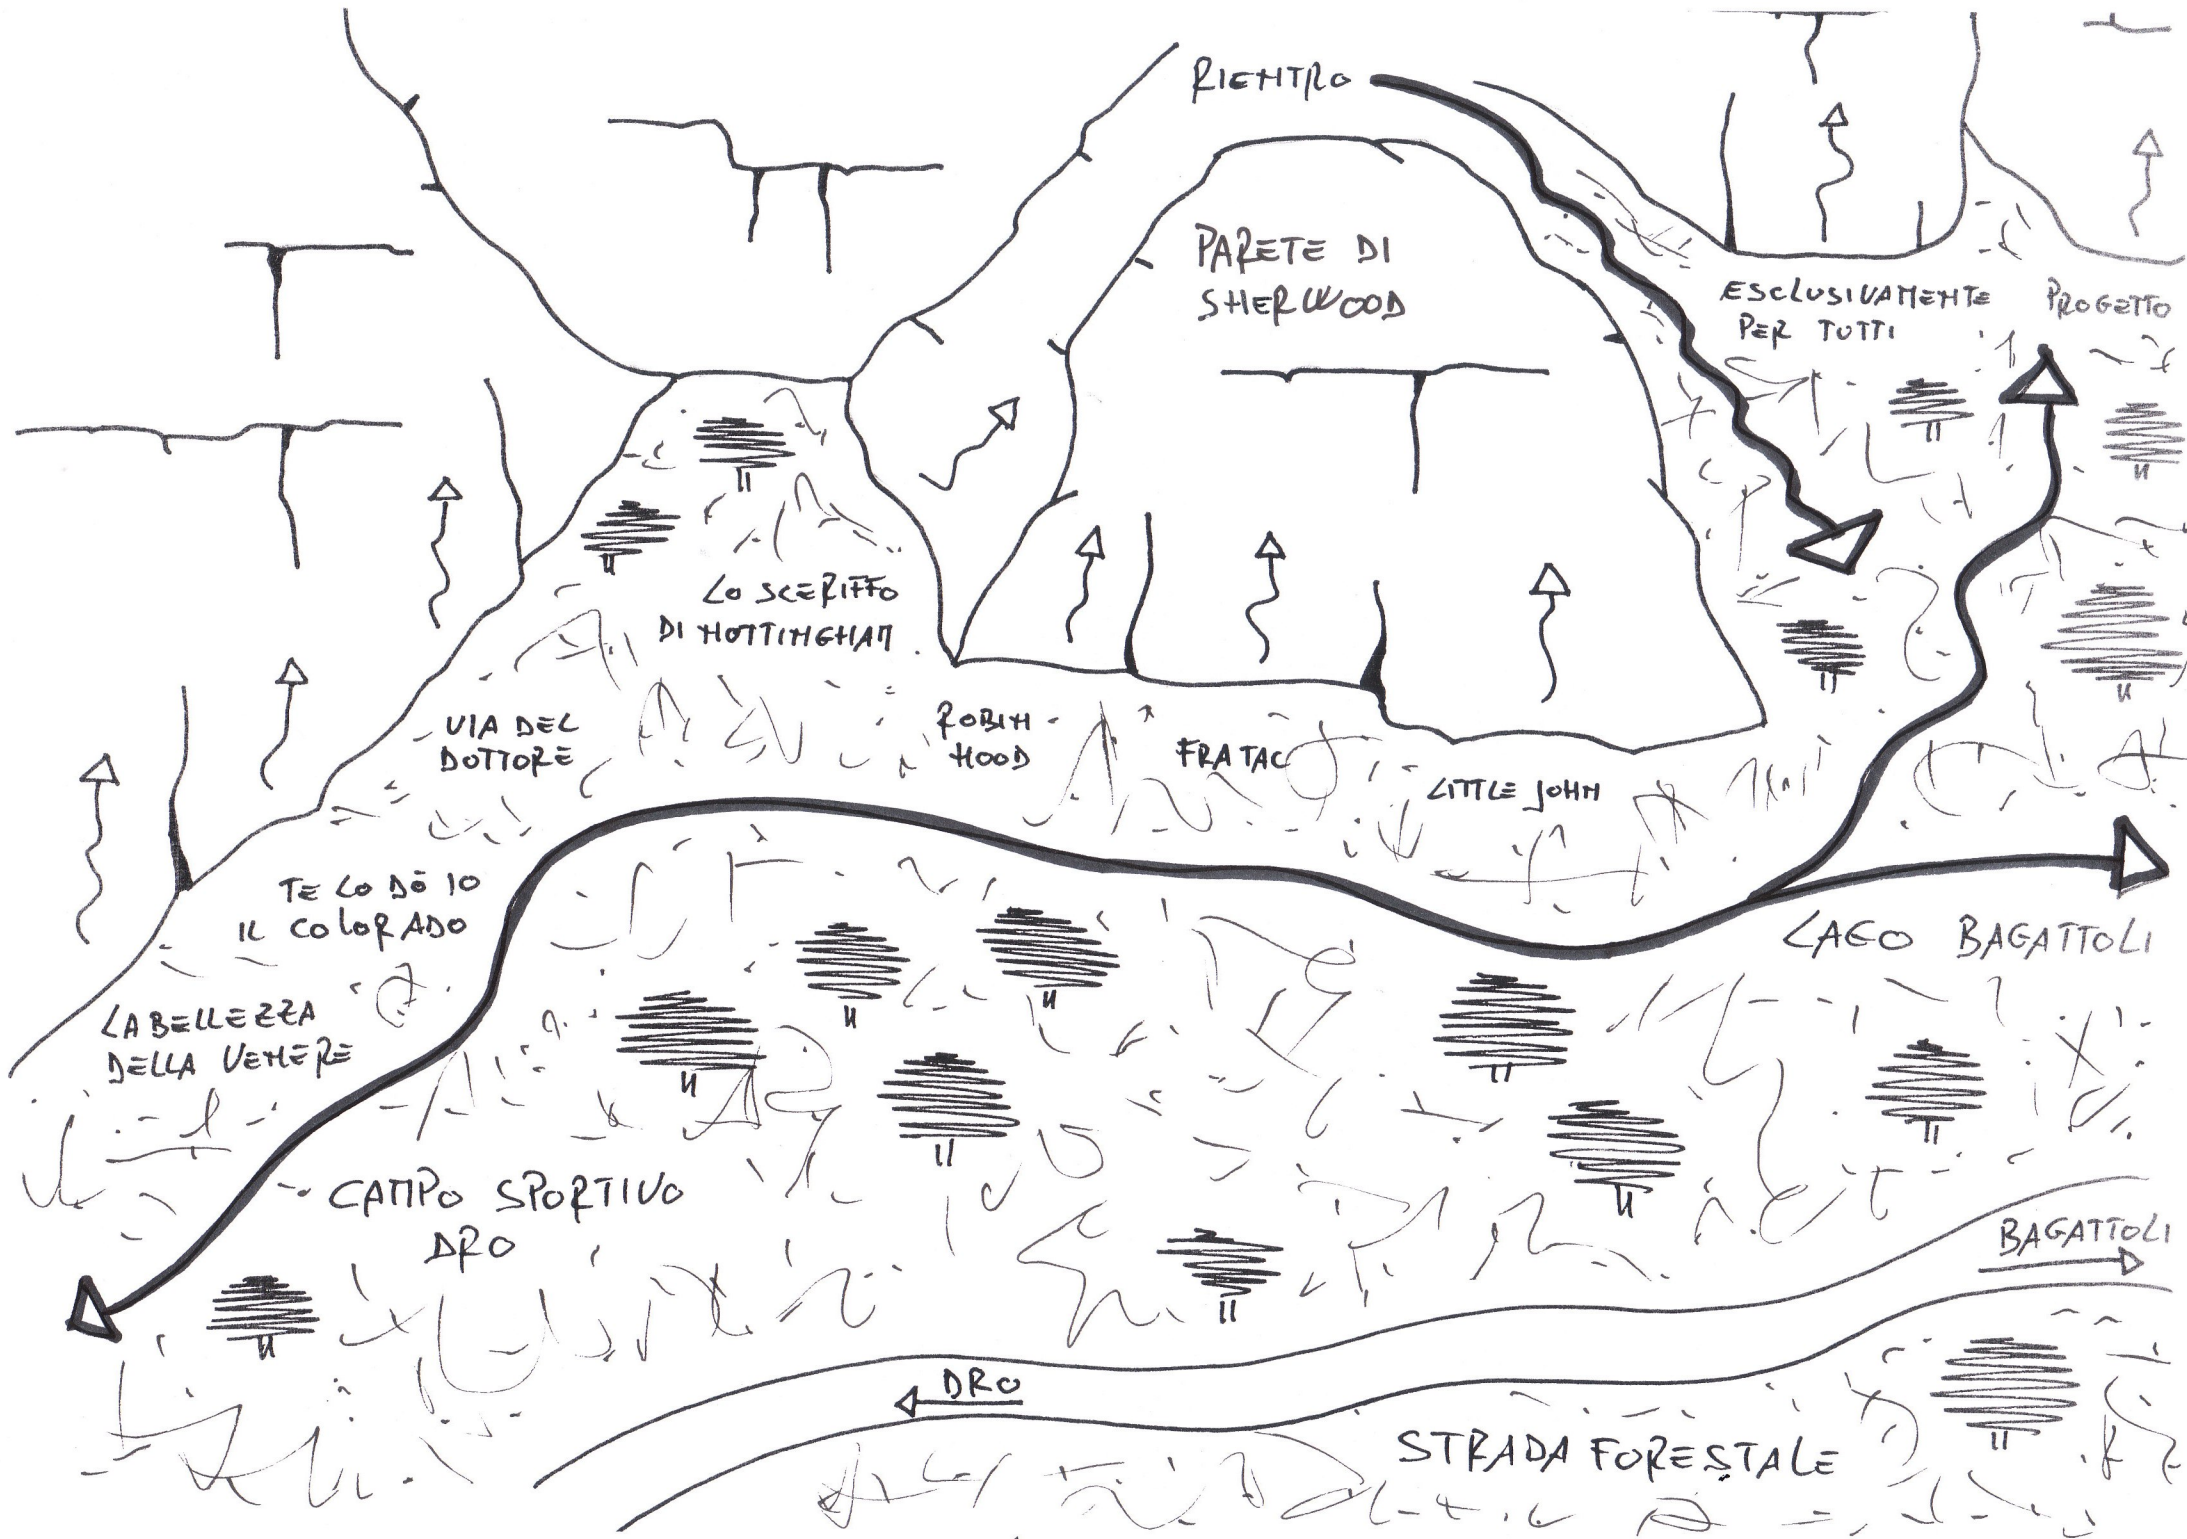 RIENTRO
PARETE DI
SHERWOOD
ESCLUSIVAMENTE
PER TUTTI
PROGETTO
LO SCERIFFO
DI NOTTINGHAM
VIA DEL
DOTTORE
ROBIN
HOOD
FRA TAC
LITTLE JOHN
TE LO DÒ IO
IL COLORADO
LAGO BAGATTOLI
LA BELLEZZA
DELLA VENERE
CAMPO SPORTIVO
DRO
BAGATTOLI
DRO
STRADA FORESTALE